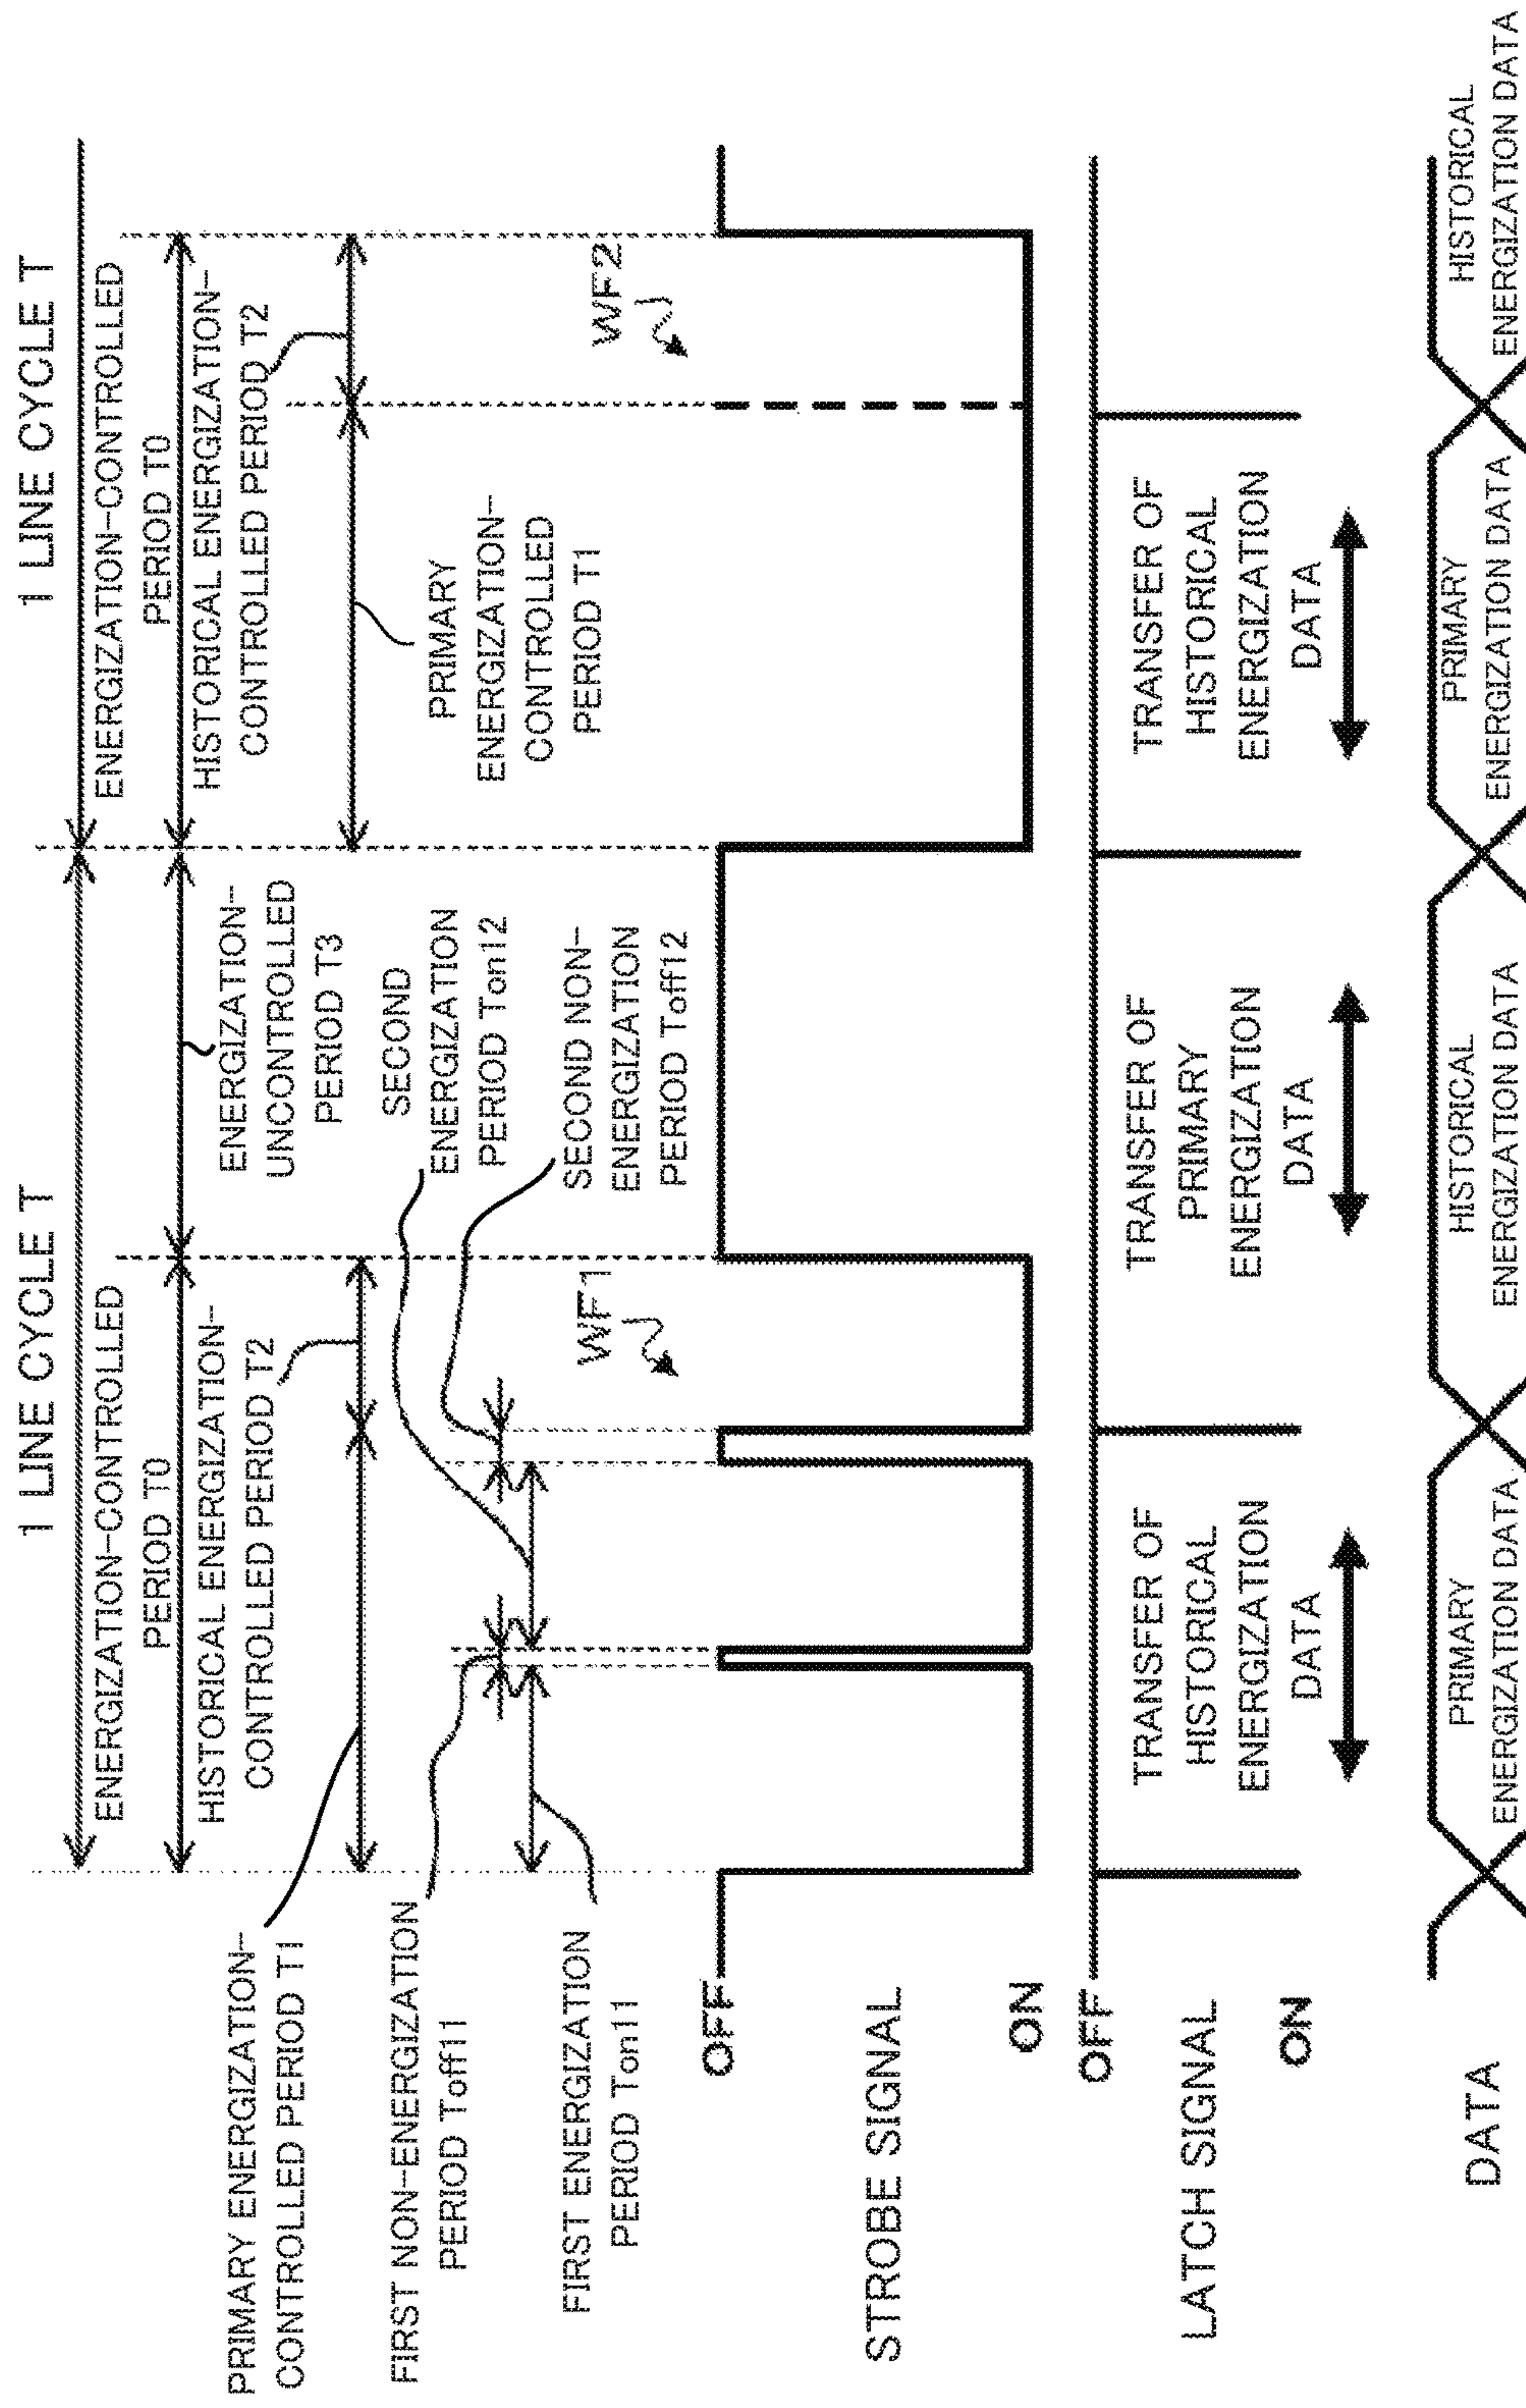 1 LINE CYCLE T
1 LINE CYCLE T
ENERGIZATION-CONTROLLED
PERIOD T0
ENERGIZATION-CONTROLLED
PERIOD T0
HISTORICAL ENERGIZATION-
CONTROLLED PERIOD T2
ENERGIZATION-
UNCONTROLLED
PERIOD T3
HISTORICAL ENERGIZATION-
CONTROLLED PERIOD T2
PRIMARY ENERGIZATION-
CONTROLLED PERIOD T1
SECOND
ENERGIZATION
PERIOD Ton12
PRIMARY
ENERGIZATION-
CONTROLLED
PERIOD T1
FIRST NON-ENERGIZATION
PERIOD Toff11
SECOND NON-
ENERGIZATION
PERIOD Toff12
FIRST ENERGIZATION
PERIOD Ton11
WF1
WF2
OFF
STROBE SIGNAL
ON
OFF
LATCH SIGNAL
ON
TRANSFER OF
HISTORICAL
ENERGIZATION
DATA
TRANSFER OF
PRIMARY
ENERGIZATION
DATA
TRANSFER OF
HISTORICAL
ENERGIZATION
DATA
DATA
PRIMARY
ENERGIZATION DATA
HISTORICAL
ENERGIZATION DATA
PRIMARY
ENERGIZATION DATA
HISTORICAL
ENERGIZATION DATA